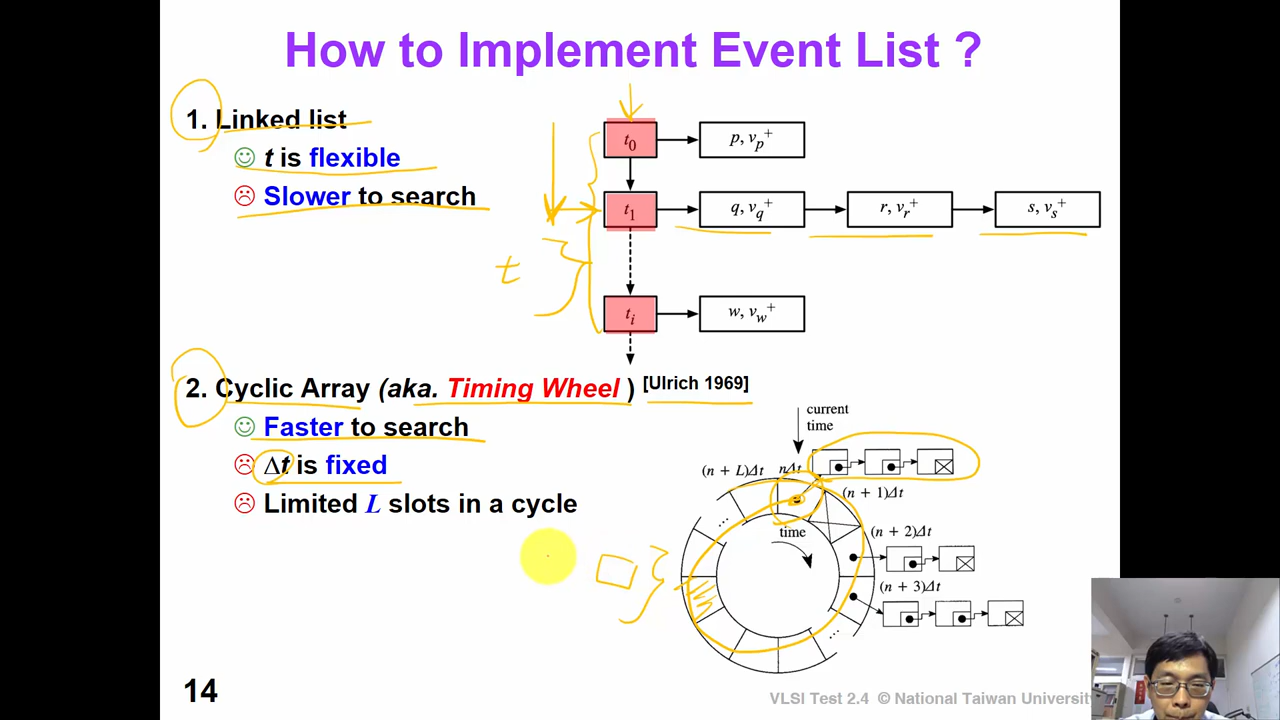 How to Implement Event List ?
1. Linked list
t is flexible
Slower to search
t0
p, vp+
t1
q, vq+
r, vr+
s, vs+
t
ti
w, vw+
2. Cyclic Array (aka. Timing Wheel ) [Ulrich 1969]
Faster to search
Δt is fixed
Limited L slots in a cycle
current
time
(n + L)Δt
nΔt
(n + 1)Δt
...
time
(n + 2)Δt
(n + 3)Δt
...
14
VLSI Test 2.4 © National Taiwan University